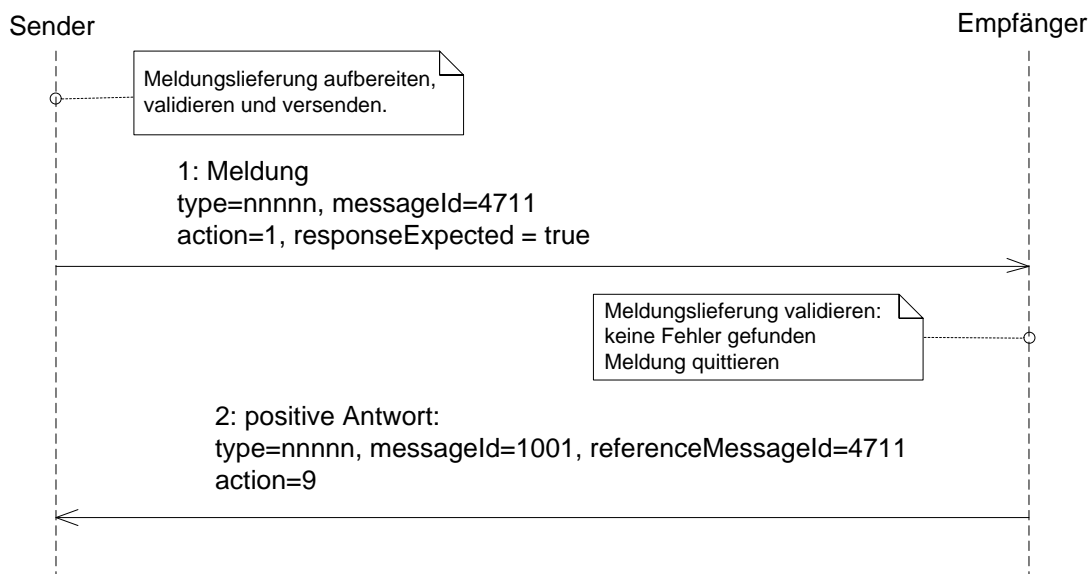 Sender
Empfänger
Meldungslieferung aufbereiten,
validieren und versenden.
1: Meldung
type=nnnnn, messageId=4711
action=1, responseExpected = true
Meldungslieferung validieren:
keine Fehler gefunden
Meldung quittieren
2: positive Antwort:
type=nnnnn, messageId=1001, referenceMessageId=4711
action=9